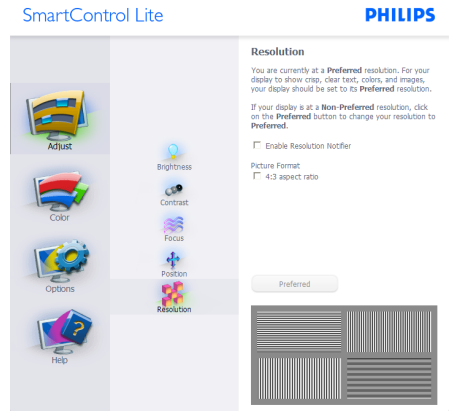 SmartControl Lite
PHILIPS
Adjust
Color
Options
Help
Brightness
Contrast
Focus
Position
Resolution
Resolution
You are currently at a Preferred resolution. For your
display to show crisp, clear text, colors, and images,
your display should be set to its Preferred resolution.
If your display is at a Non-Preferred resolution, click
on the Preferred button to change your resolution to
Preferred.
Enable Resolution Notifier
Picture Format
4:3 aspect ratio
Preferred